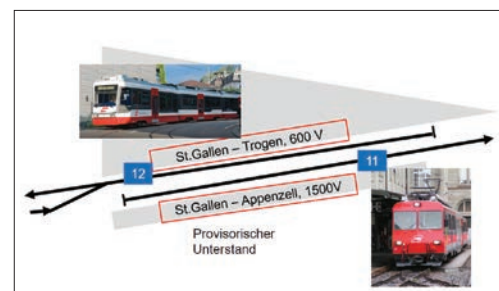 St.Gallen – Trogen, 600 V
12
11
St.Gallen – Appenzell, 1500V
Provisorischer
Unterstand